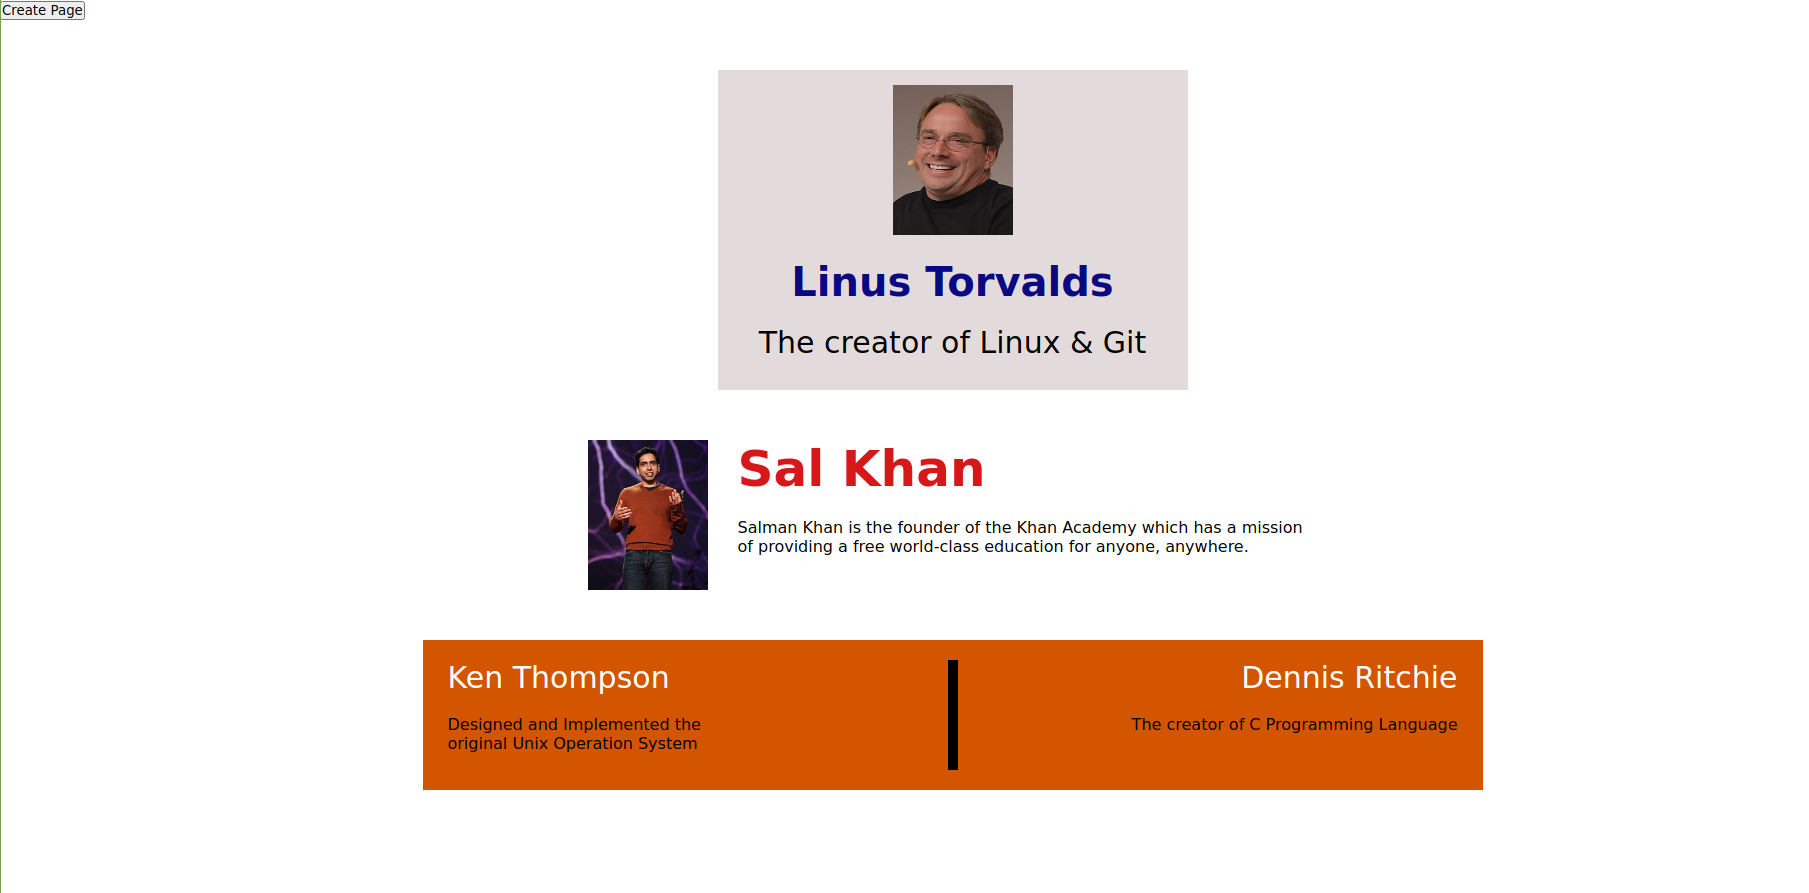 Create Page
Linus Torvalds
The creator of Linux & Git
Sal Khan
Salman Khan is the founder of the Khan Academy which has a mission
of providing a free world-class education for anyone, anywhere.
Ken Thompson
Designed and Implemented the
original Unix Operation System
Dennis Ritchie
The creator of C Programming Language